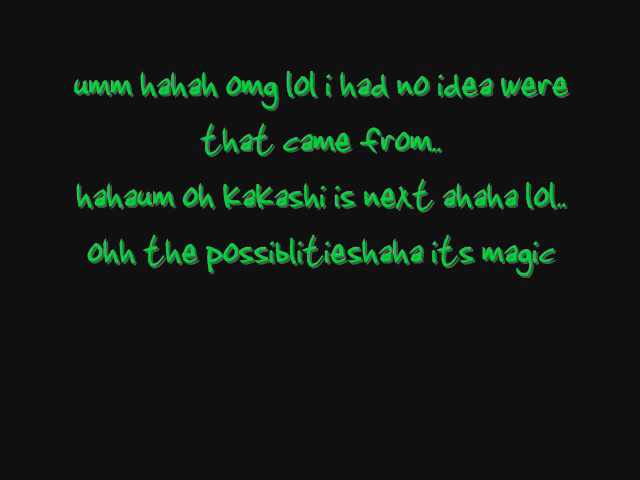 umm hahah omg lol i had no idea were
that came from..
hahaum oh kakashi is next ahaha lol..
ohh the possiblitieshaha its magic